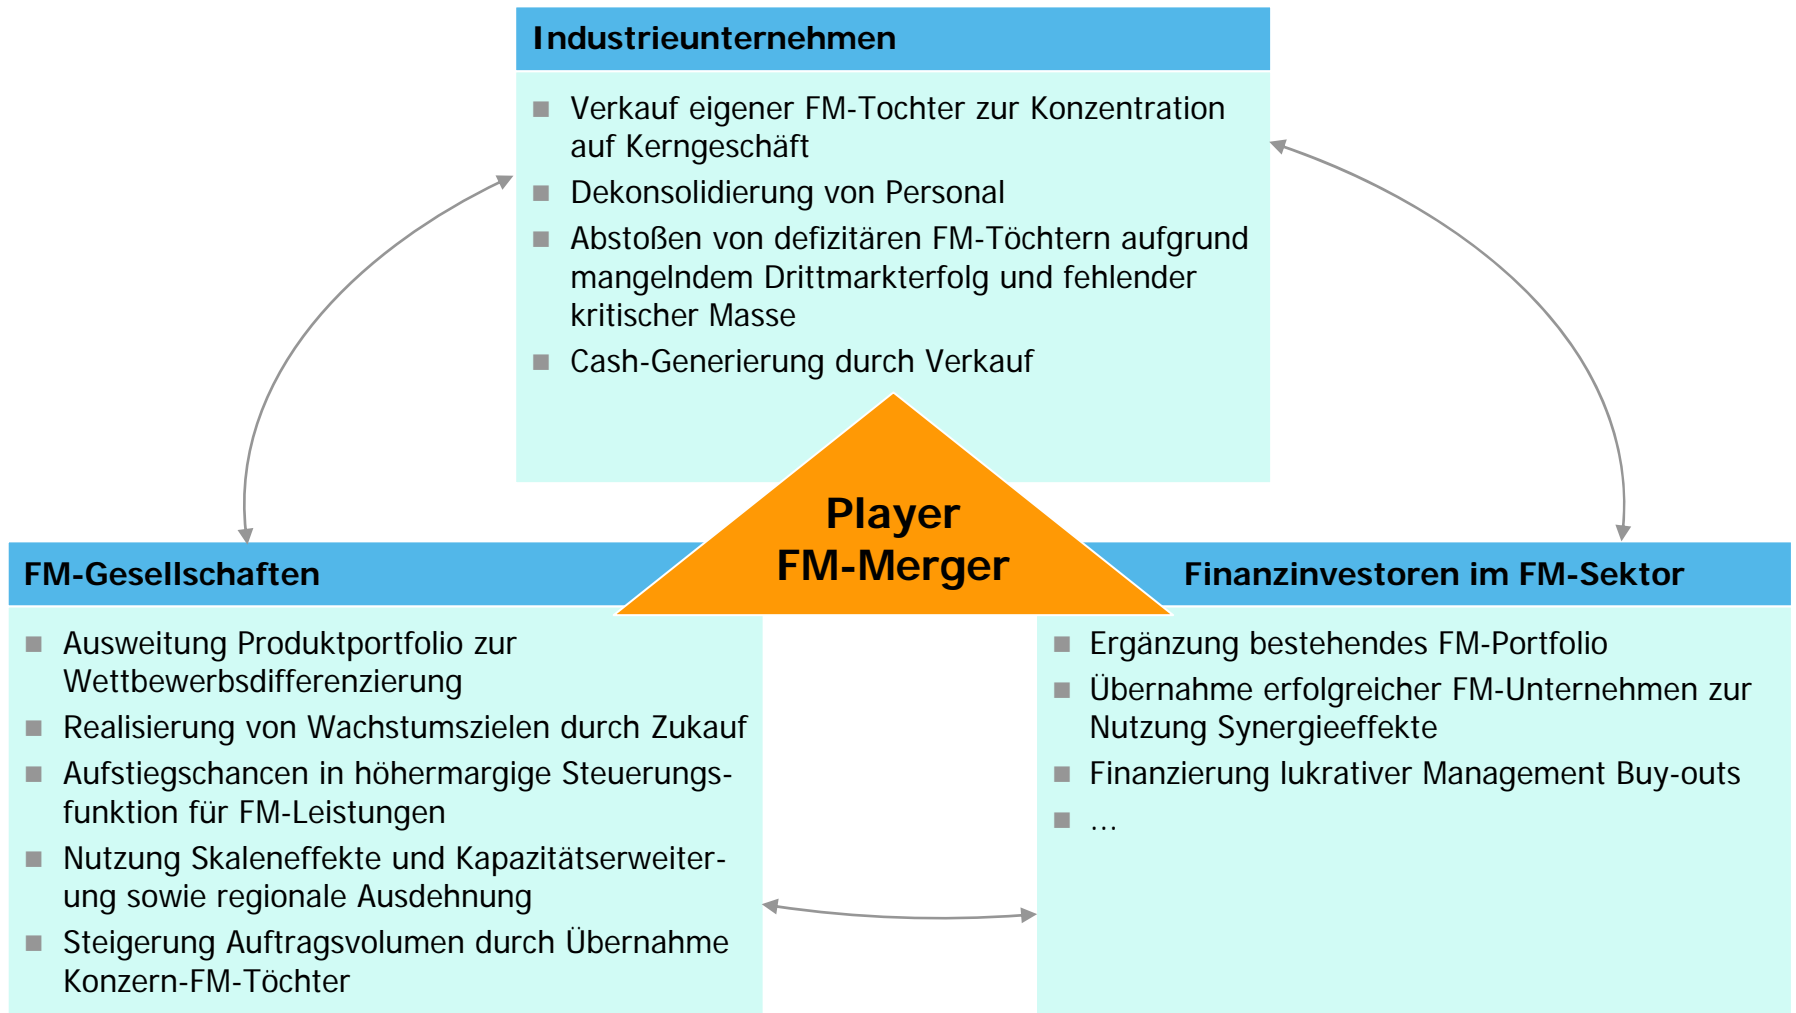 Industrieunternehmen
Verkauf eigener FM-Tochter zur Konzentration
auf Kerngeschäft
Dekonsolidierung von Personal
Abstoßen von defizitären FM-Töchtern aufgrund
mangelndem Drittmarkterfolg und fehlender
kritischer Masse
Cash-Generierung durch Verkauf
Player
FM-Merger
FM-Gesellschaften
Ausweitung Produktportfolio zur
Wettbewerbsdifferenzierung
Realisierung von Wachstumszielen durch Zukauf
Aufstiegschancen in höhermargige Steuerungs-
funktion für FM-Leistungen
Nutzung Skaleneffekte und Kapazitätserweiter-
ung sowie regionale Ausdehnung
Steigerung Auftragsvolumen durch Übernahme
Konzern-FM-Töchter
Finanzinvestoren im FM-Sektor
Ergänzung bestehendes FM-Portfolio
Übernahme erfolgreicher FM-Unternehmen zur
Nutzung Synergieeffekte
Finanzierung lukrativer Management Buy-outs
…